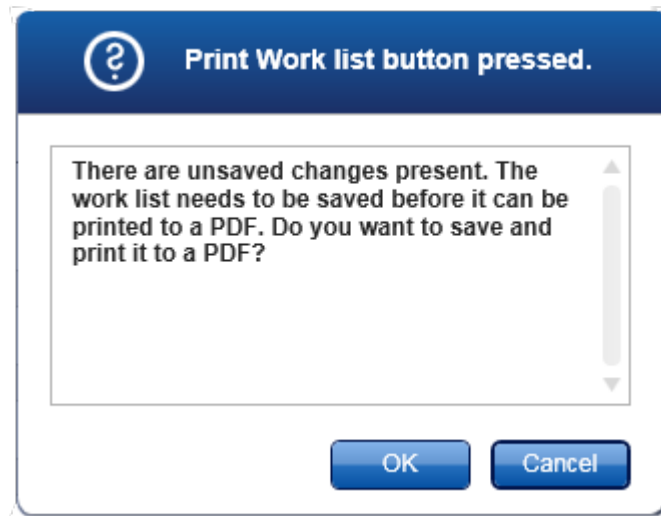 Print Work list button pressed.
There are unsaved changes present. The
work list needs to be saved before it can be
printed to a PDF. Do you want to save and
print it to a PDF?
OK
Cancel